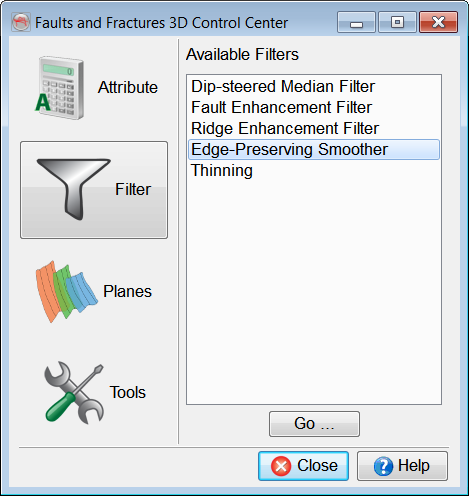 Faults and Fractures 3D Control Center
Available Filters
Attribute
A
Filter
Planes
Tools
Dip-steered Median Filter
Fault Enhancement Filter
Ridge Enhancement Filter
Edge-Preserving Smoother
Thinning
Go ...
Close
? Help